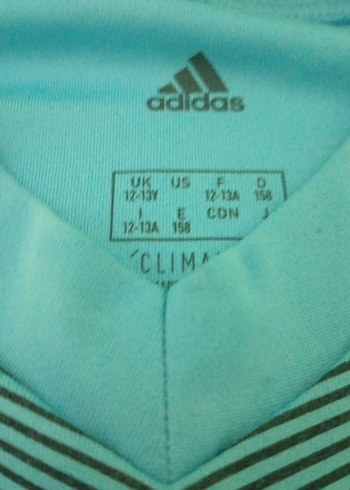 adidas
UK US F D
12-13Y 12-13A 158
I E CON J
12-13A 158
CLIMA